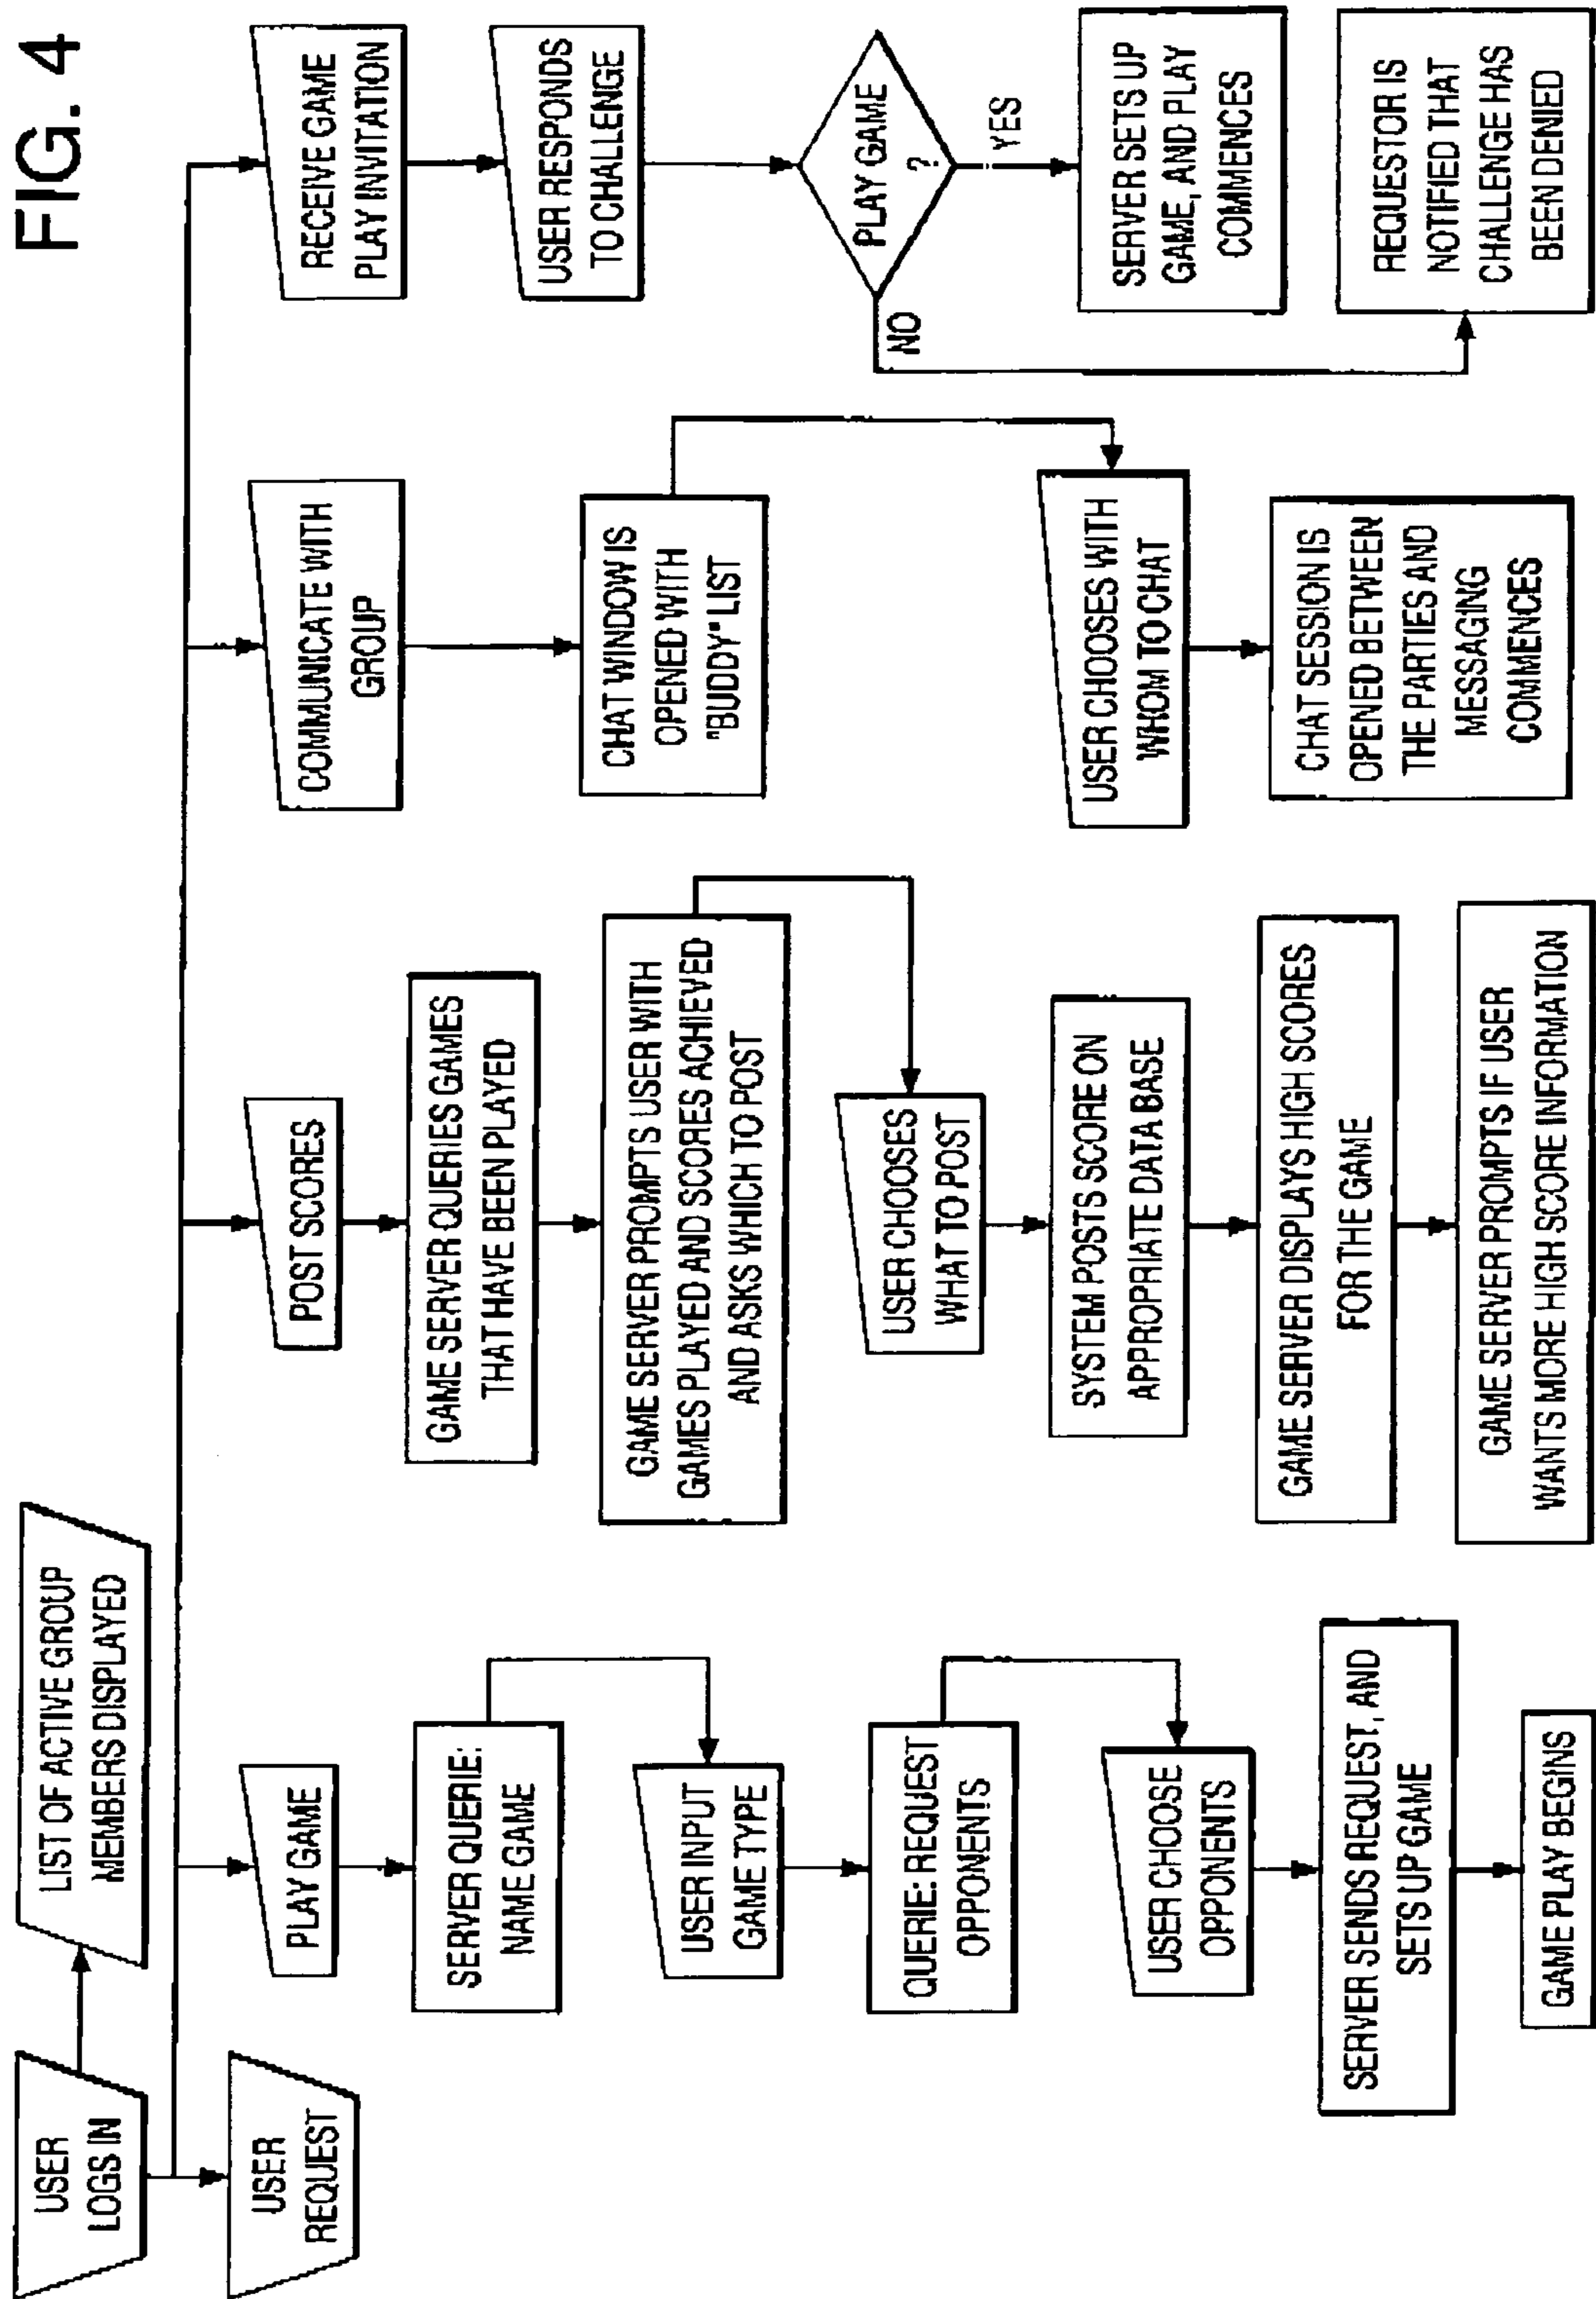 FIG. 4
USER
LOGS IN
LIST OF ACTIVE GROUP
MEMBERS DISPLAYED
USER
REQUEST
PLAY GAME
SERVER QUERIE:
NAME GAME
USER INPUT
GAME TYPE
QUERIE: REQUEST
OPPONENTS
USER CHOOSE
OPPONENTS
SERVER SENDS REQUEST, AND
SETS UP GAME
GAME PLAY BEGINS
POST SCORES
GAME SERVER QUERIES GAMES
THAT HAVE BEEN PLAYED
GAME SERVER PROMPTS USER WITH
GAMES PLAYED AND SCORES ACHIEVED
AND ASKS WHICH TO POST
USER CHOOSES
WHAT TO POST
SYSTEM POSTS SCORE ON
APPROPRIATE DATA BASE
GAME SERVER DISPLAYS HIGH SCORES
FOR THE GAME
GAME SERVER PROMPTS IF USER
WANTS MORE HIGH SCORE INFORMATION
COMMUNICATE WITH
GROUP
CHAT WINDOW IS
OPENED WITH
"BUDDY" LIST
USER CHOOSES WITH
WHOM TO CHAT
CHAT SESSION IS
OPENED BETWEEN
THE PARTIES AND
MESSAGING
COMMENCES
RECEIVE GAME
PLAY INVITATION
USER RESPONDS
TO CHALLENGE
PLAY GAME
?
NO
YES
SERVER SETS UP
GAME, AND PLAY
COMMENCES
REQUESTOR IS
NOTIFIED THAT
CHALLENGE HAS
BEEN DENIED